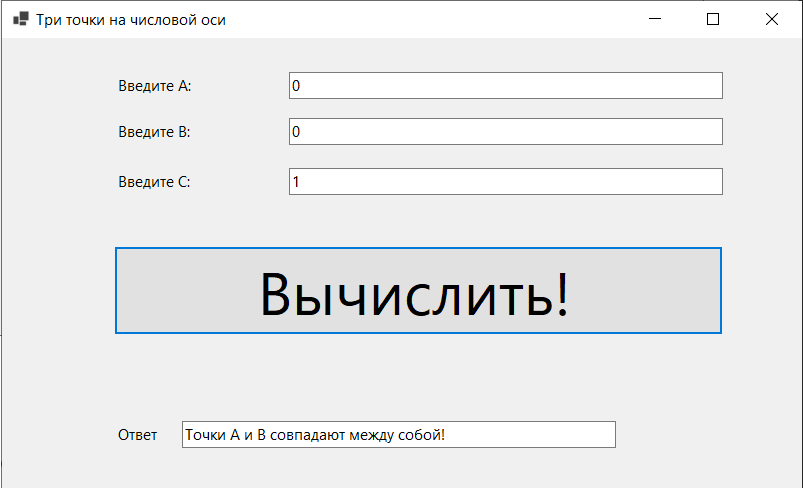 Три точки на числовой оси
Введите A: 0
Введите B: 0
Введите C: 1
Вычислить!
Ответ Точки A и B совпадают между собой!